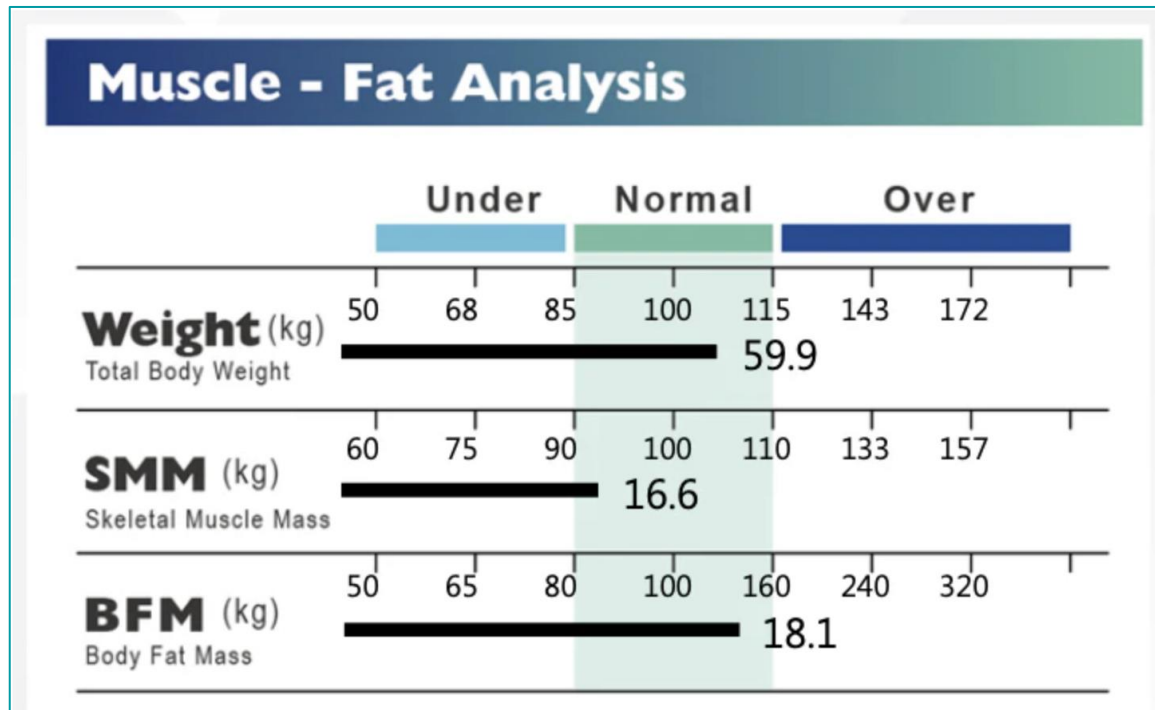 Muscle - Fat Analysis
Under Normal Over
50 68 85 100 115 143 172
Weight (kg)
59.9
Total Body Weight
60 75 90 100 110 133 157
SMM (kg)
16.6
Skeletal Muscle Mass
50 65 80 100 160 240 320
BFM (kg)
18.1
Body Fat Mass